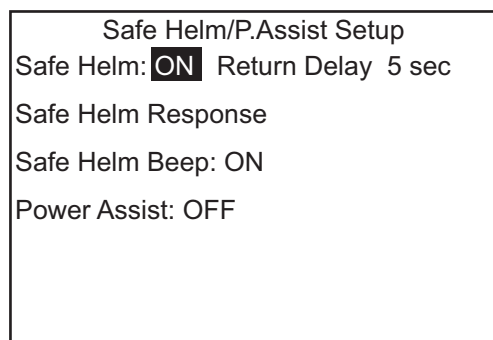 Safe Helm/P.Assist Setup
Safe Helm: ON Return Delay 5 sec
Safe Helm Response
Safe Helm Beep: ON
Power Assist: OFF